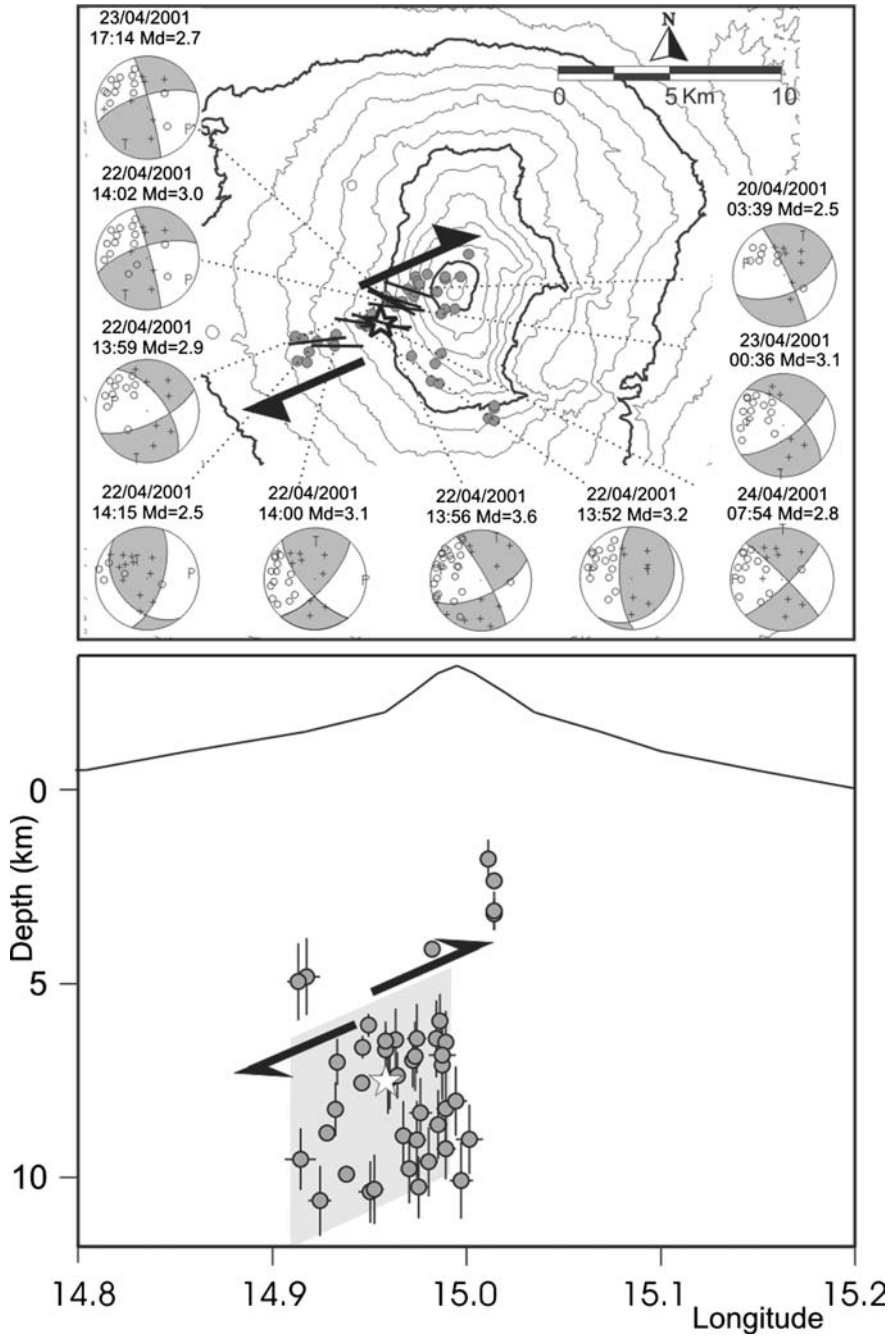 23/04/2001
17:14 Md=2.7
N
0 5 Km 10
T P
22/04/2001
14:02 Md=3.0
T P
20/04/2001
03:39 Md=2.5
T
P
22/04/2001
13:59 Md=2.9
T
23/04/2001
00:36 Md=3.1
T
22/04/2001
14:15 Md=2.5
T P
22/04/2001
14:00 Md=3.1
T
P
22/04/2001
13:56 Md=3.6
T
22/04/2001
13:52 Md=3.2
T
24/04/2001
07:54 Md=2.8
T
P
Depth (km)
0
5
10
14.8 14.9 15.0 15.1 15.2
Longitude